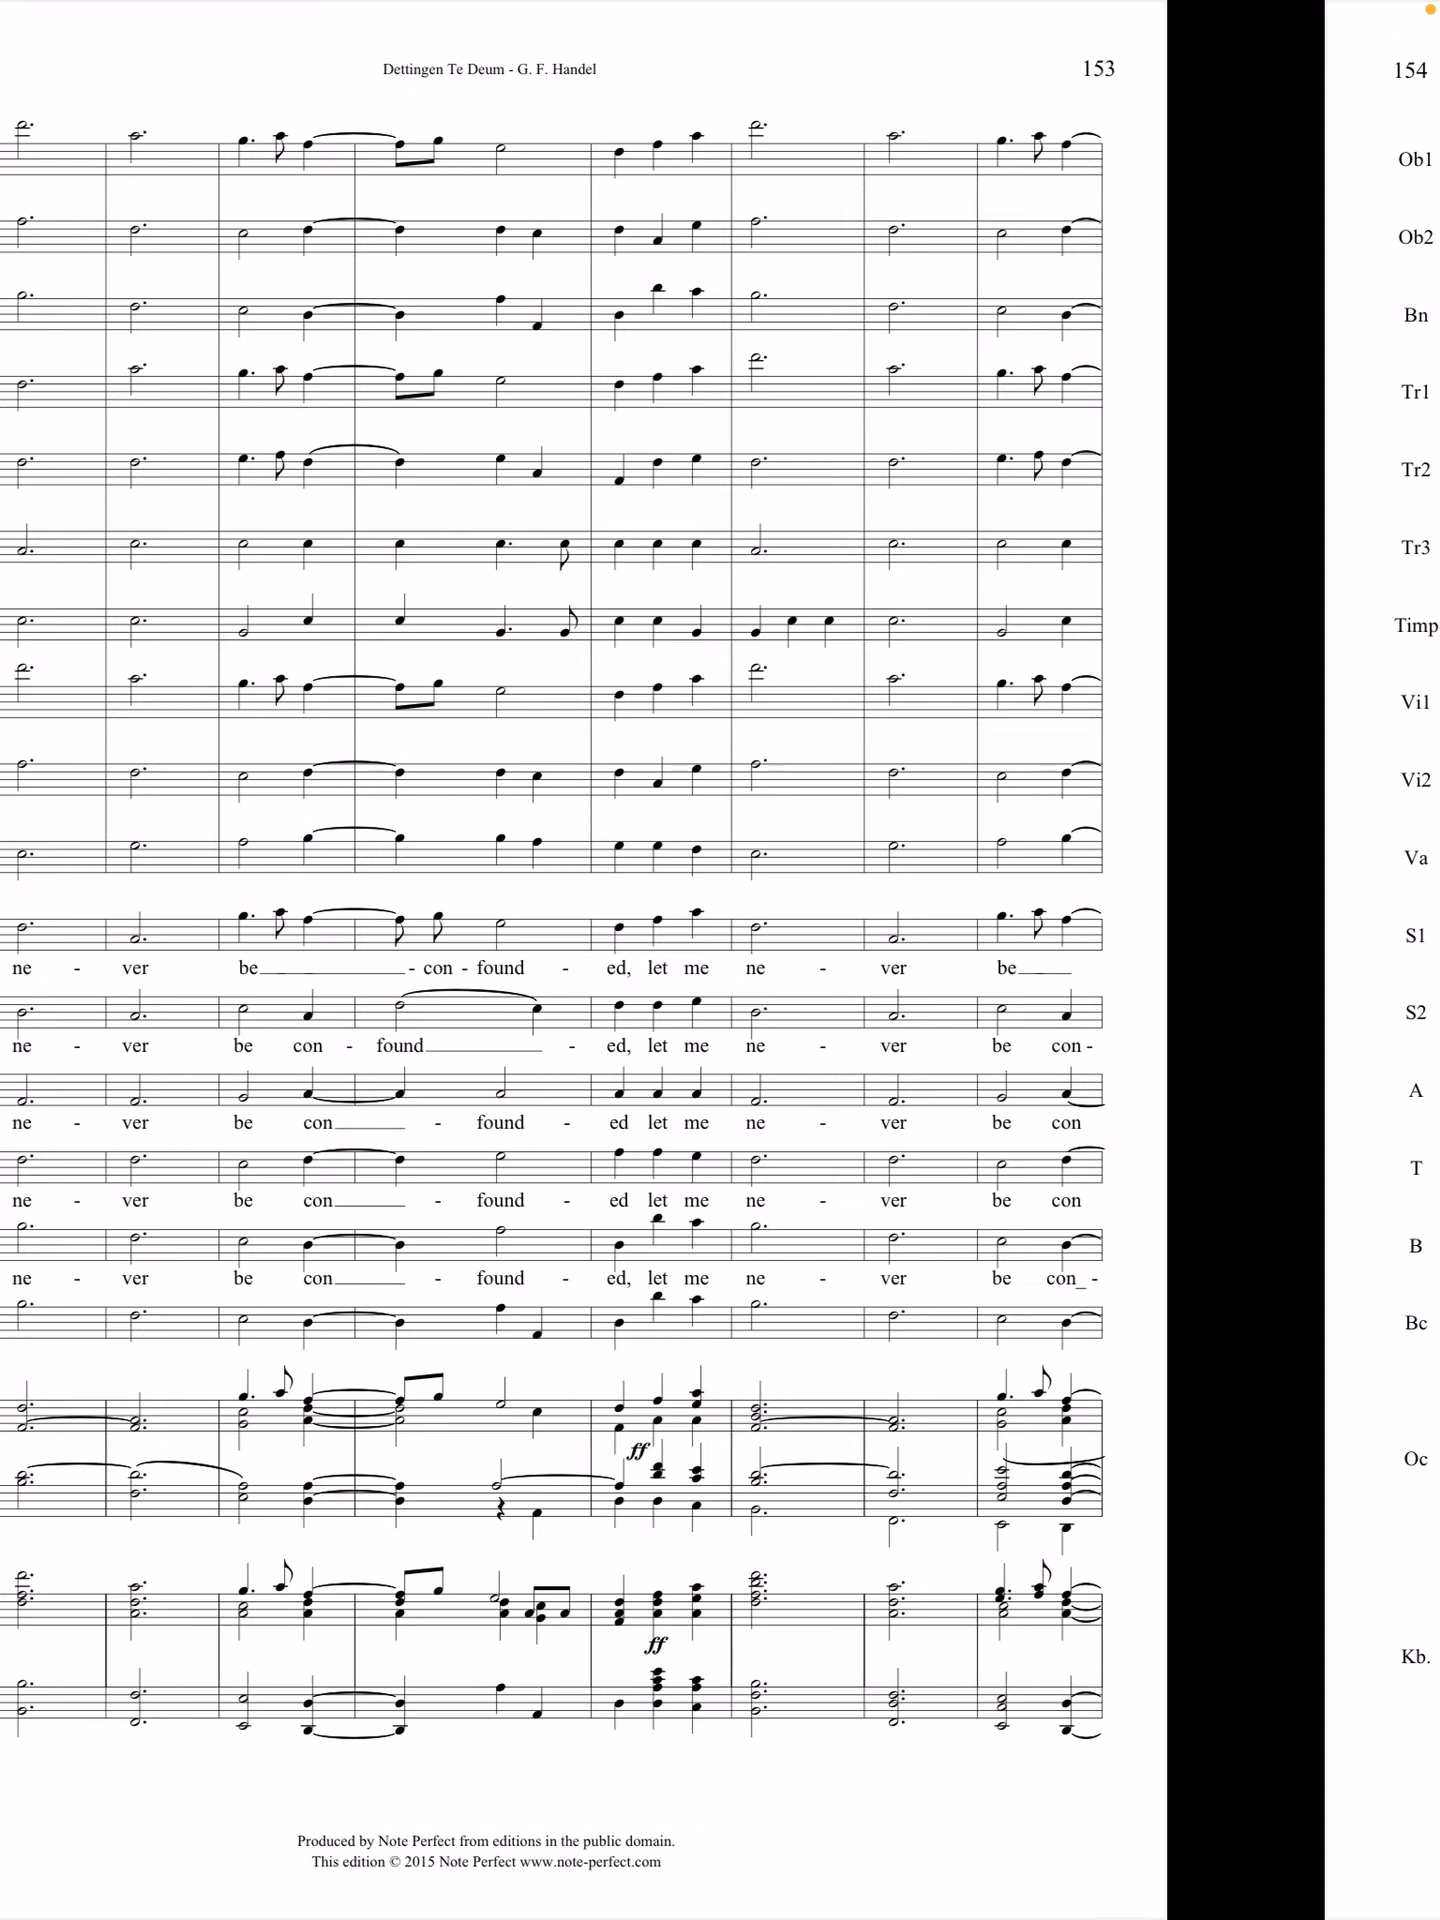 Dettingen Te Deum - G. F. Handel
153
ne - ver be - con - found - ed, let me ne - ver be
ne - ver be con - found - ed, let me ne - ver be con -
ne - ver be con - found - ed let me ne - ver be con
ne - ver be con - found - ed let me ne - ver be con
ne - ver be con - found - ed, let me ne - ver be con_ -
ff
ff
Produced by Note Perfect from editions in the public domain.
This edition © 2015 Note Perfect www.note-perfect.com
154
Ob1
Ob2
Bn
Tr1
Tr2
Tr3
Timp
Vi1
Vi2
Va
S1
S2
A
T
B
Bc
Oc
Kb.